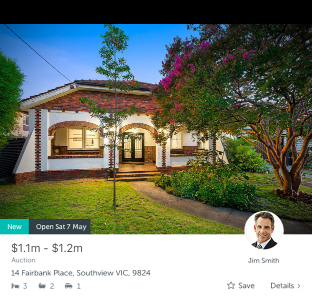 New Open Sat 7 May
$1.1m - $1.2m
Auction
Jim Smith
14 Fairbank Place, Southview VIC, 9824
3 2 1
Save Details